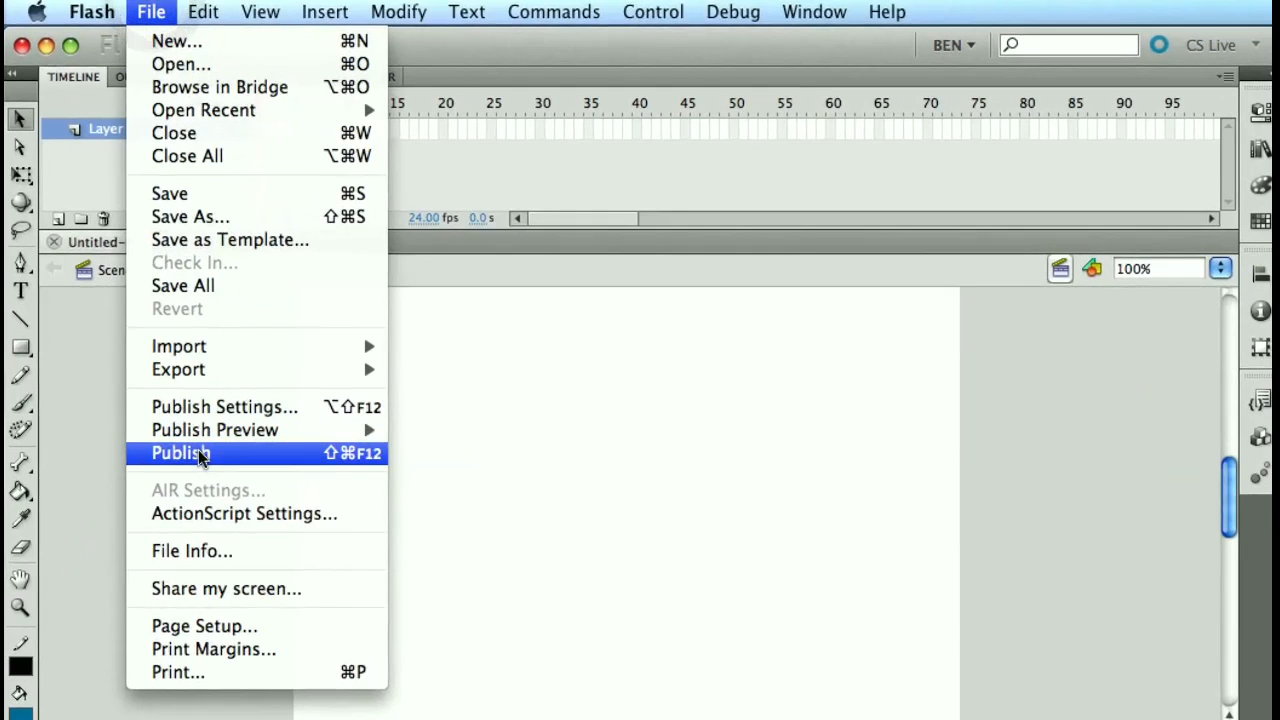 Flash File Edit View Insert Modify Text Commands Control Debug Window Help
Fl BEN CS Live
TIMELINE
15 20 25 30 35 40 45 50 55 60 65 70 75 80 85 90 95
Layer
24.00 fps 0.0 s
Untitled-
Scen
100%
New... ⌘N
Open... ⌘O
Browse in Bridge ⌥⌘O
Open Recent
Close ⌘W
Close All ⌥⌘W
Save ⌘S
Save As... ⇧⌘S
Save as Template...
Check In...
Save All
Revert
Import
Export
Publish Settings... ⌥⇧F12
Publish Preview
Publish ⇧⌘F12
AIR Settings...
ActionScript Settings...
File Info...
Share my screen...
Page Setup...
Print Margins...
Print... ⌘P